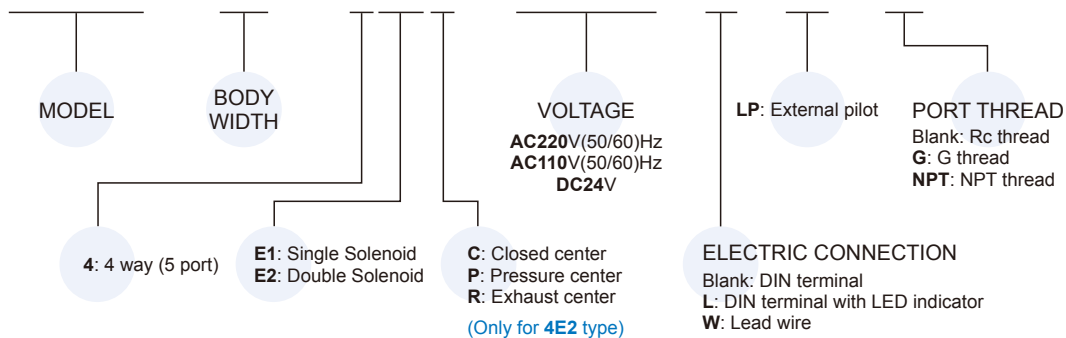 MODEL
BODY
WIDTH
VOLTAGE
AC220V(50/60)Hz
AC110V(50/60)Hz
DC24V
LP: External pilot
PORT THREAD
Blank: Rc thread
G: G thread
NPT: NPT thread
4: 4 way (5 port)
E1: Single Solenoid
E2: Double Solenoid
C: Closed center
P: Pressure center
R: Exhaust center
(Only for 4E2 type)
ELECTRIC CONNECTION
Blank: DIN terminal
L: DIN terminal with LED indicator
W: Lead wire